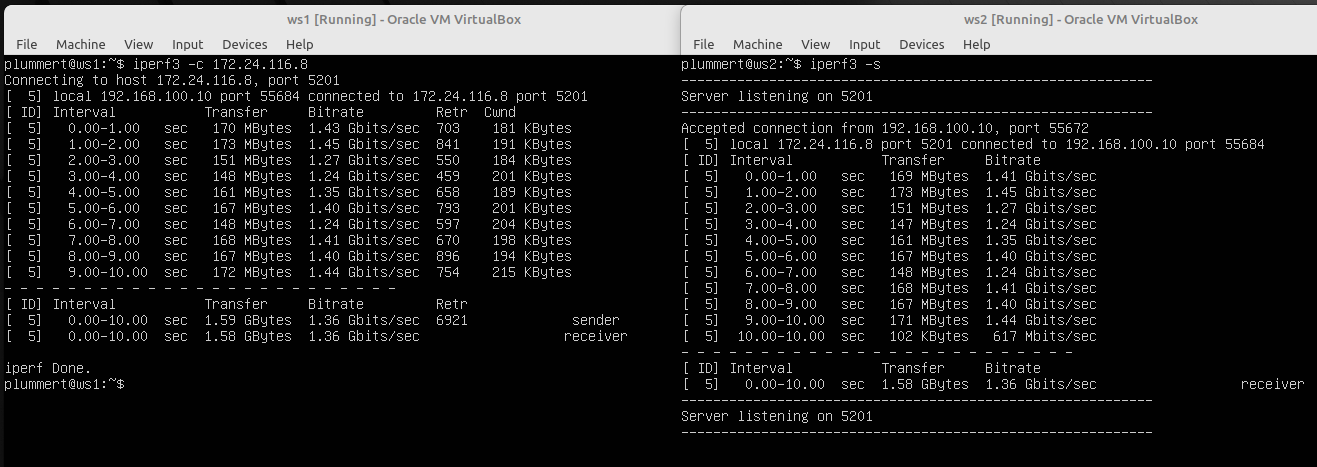 ws1 [Running] - Oracle VM VirtualBox
File Machine View Input Devices Help
plummert@ws1:~$ iperf3 -c 172.24.116.8
Connecting to host 172.24.116.8, port 5201
[  5] local 192.168.100.10 port 55684 connected to 172.24.116.8 port 5201
[ ID] Interval           Transfer     Bitrate         Retr  Cwnd
[  5]   0.00-1.00   sec   170 MBytes  1.43 Gbits/sec  703    181 KBytes
[  5]   1.00-2.00   sec   173 MBytes  1.45 Gbits/sec  841    191 KBytes
[  5]   2.00-3.00   sec   151 MBytes  1.27 Gbits/sec  550    184 KBytes
[  5]   3.00-4.00   sec   148 MBytes  1.24 Gbits/sec  459    201 KBytes
[  5]   4.00-5.00   sec   161 MBytes  1.35 Gbits/sec  658    189 KBytes
[  5]   5.00-6.00   sec   167 MBytes  1.40 Gbits/sec  793    201 KBytes
[  5]   6.00-7.00   sec   148 MBytes  1.24 Gbits/sec  597    204 KBytes
[  5]   7.00-8.00   sec   168 MBytes  1.41 Gbits/sec  670    198 KBytes
[  5]   8.00-9.00   sec   167 MBytes  1.40 Gbits/sec  896    194 KBytes
[  5]   9.00-10.00  sec   172 MBytes  1.44 Gbits/sec  754    215 KBytes
- - - - - - - - - - - - - - - - - - - - - - - - -
[ ID] Interval           Transfer     Bitrate         Retr
[  5]   0.00-10.00  sec  1.59 GBytes  1.36 Gbits/sec  6921             sender
[  5]   0.00-10.00  sec  1.58 GBytes  1.36 Gbits/sec                  receiver
iperf Done.
plummert@ws1:~$
ws2 [Running] - Oracle VM VirtualBox
File Machine View Input Devices Help
plummert@ws2:~$ iperf3 -s
-----------------------------------------------------------
Server listening on 5201
-----------------------------------------------------------
Accepted connection from 192.168.100.10, port 55672
[  5] local 172.24.116.8 port 5201 connected to 192.168.100.10 port 55684
[ ID] Interval           Transfer     Bitrate
[  5]   0.00-1.00   sec   169 MBytes  1.41 Gbits/sec
[  5]   1.00-2.00   sec   173 MBytes  1.45 Gbits/sec
[  5]   2.00-3.00   sec   151 MBytes  1.27 Gbits/sec
[  5]   3.00-4.00   sec   147 MBytes  1.24 Gbits/sec
[  5]   4.00-5.00   sec   161 MBytes  1.35 Gbits/sec
[  5]   5.00-6.00   sec   167 MBytes  1.40 Gbits/sec
[  5]   6.00-7.00   sec   148 MBytes  1.24 Gbits/sec
[  5]   7.00-8.00   sec   168 MBytes  1.41 Gbits/sec
[  5]   8.00-9.00   sec   167 MBytes  1.40 Gbits/sec
[  5]   9.00-10.00  sec   171 MBytes  1.44 Gbits/sec
[  5]  10.00-10.00  sec   102 KBytes   617 Mbits/sec
- - - - - - - - - - - - - - - - - - - - - - - - -
[ ID] Interval           Transfer     Bitrate
[  5]   0.00-10.00  sec  1.58 GBytes  1.36 Gbits/sec                  receiver
-----------------------------------------------------------
Server listening on 5201
-----------------------------------------------------------